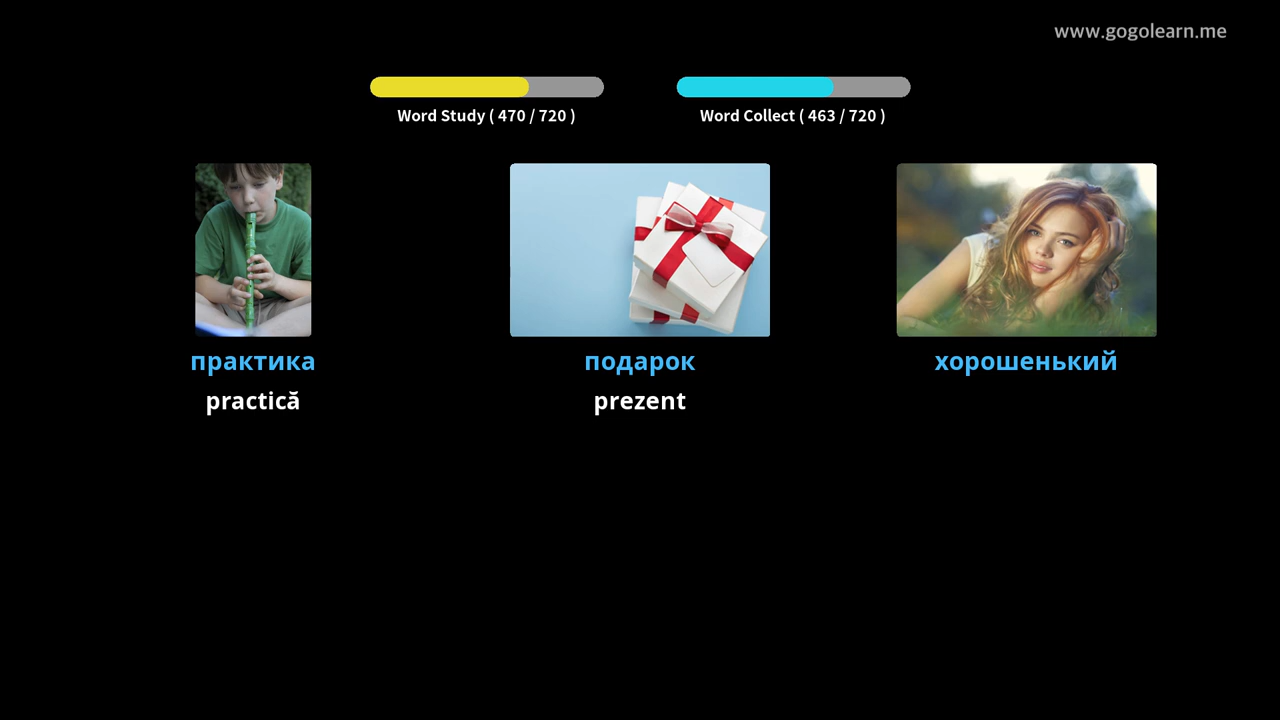 www.gogolearn.me
Word Study ( 470 / 720 )
Word Collect ( 463 / 720 )
практика
подарок
хорошенький
practică
prezent